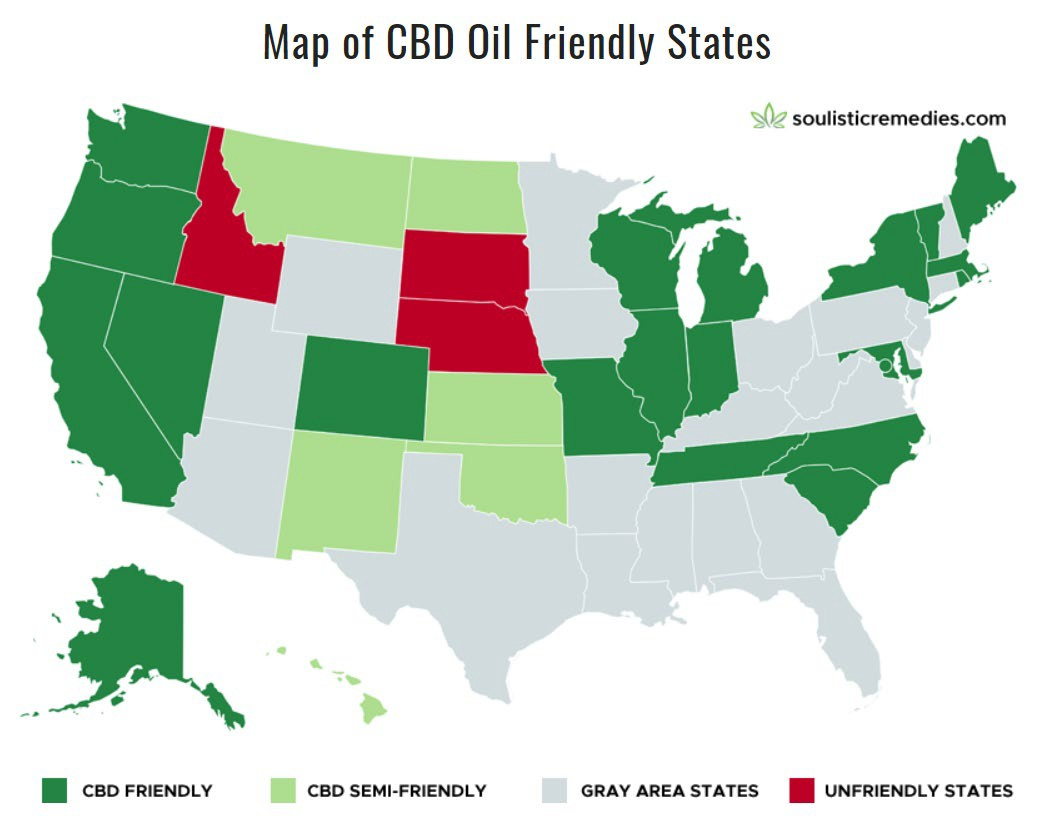 Map of CBD Oil Friendly States
soulisticremedies.com
CBD FRIENDLY
CBD SEMI-FRIENDLY
GRAY AREA STATES
UNFRIENDLY STATES